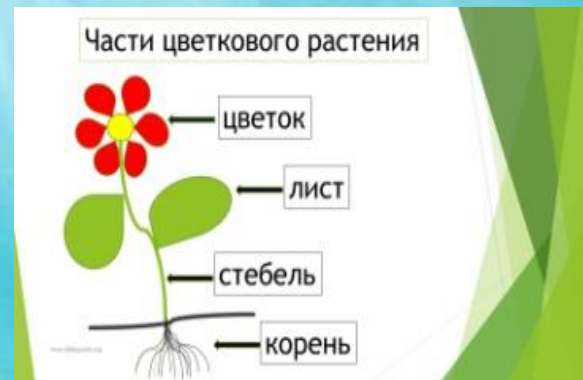 Части цветкового растения
цветок
лист
стебель
корень